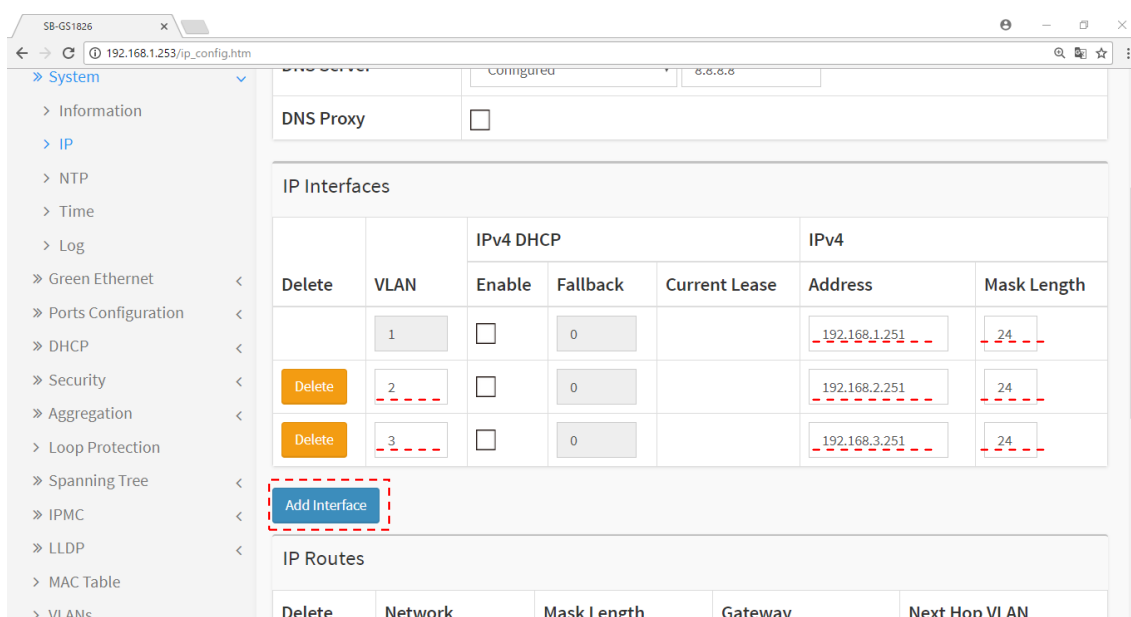 SB-GS1826
192.168.1.253/ip_config.htm
System
Information
IP
NTP
Time
Log
Green Ethernet
Ports Configuration
DHCP
Security
Aggregation
Loop Protection
Spanning Tree
IPMC
LLDP
MAC Table
VLANs
DNS Server Configured 8.8.8.8
DNS Proxy
IP Interfaces
IPv4 DHCP IPv4
Delete VLAN Enable Fallback Current Lease Address Mask Length
1 0 192.168.1.251 24
Delete 2 0 192.168.2.251 24
Delete 3 0 192.168.3.251 24
Add Interface
IP Routes
Delete Network Mask Length Gateway Next Hop VLAN